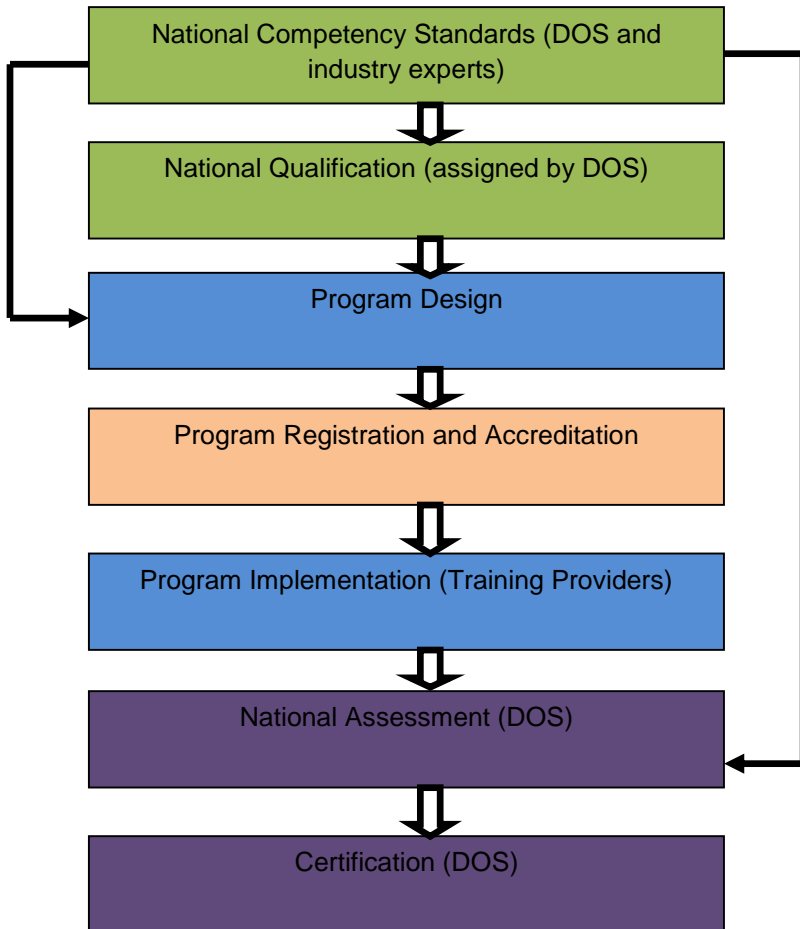 National Competency Standards (DOS and
industry experts)
National Qualification (assigned by DOS)
Program Design
Program Registration and Accreditation
Program Implementation (Training Providers)
National Assessment (DOS)
Certification (DOS)